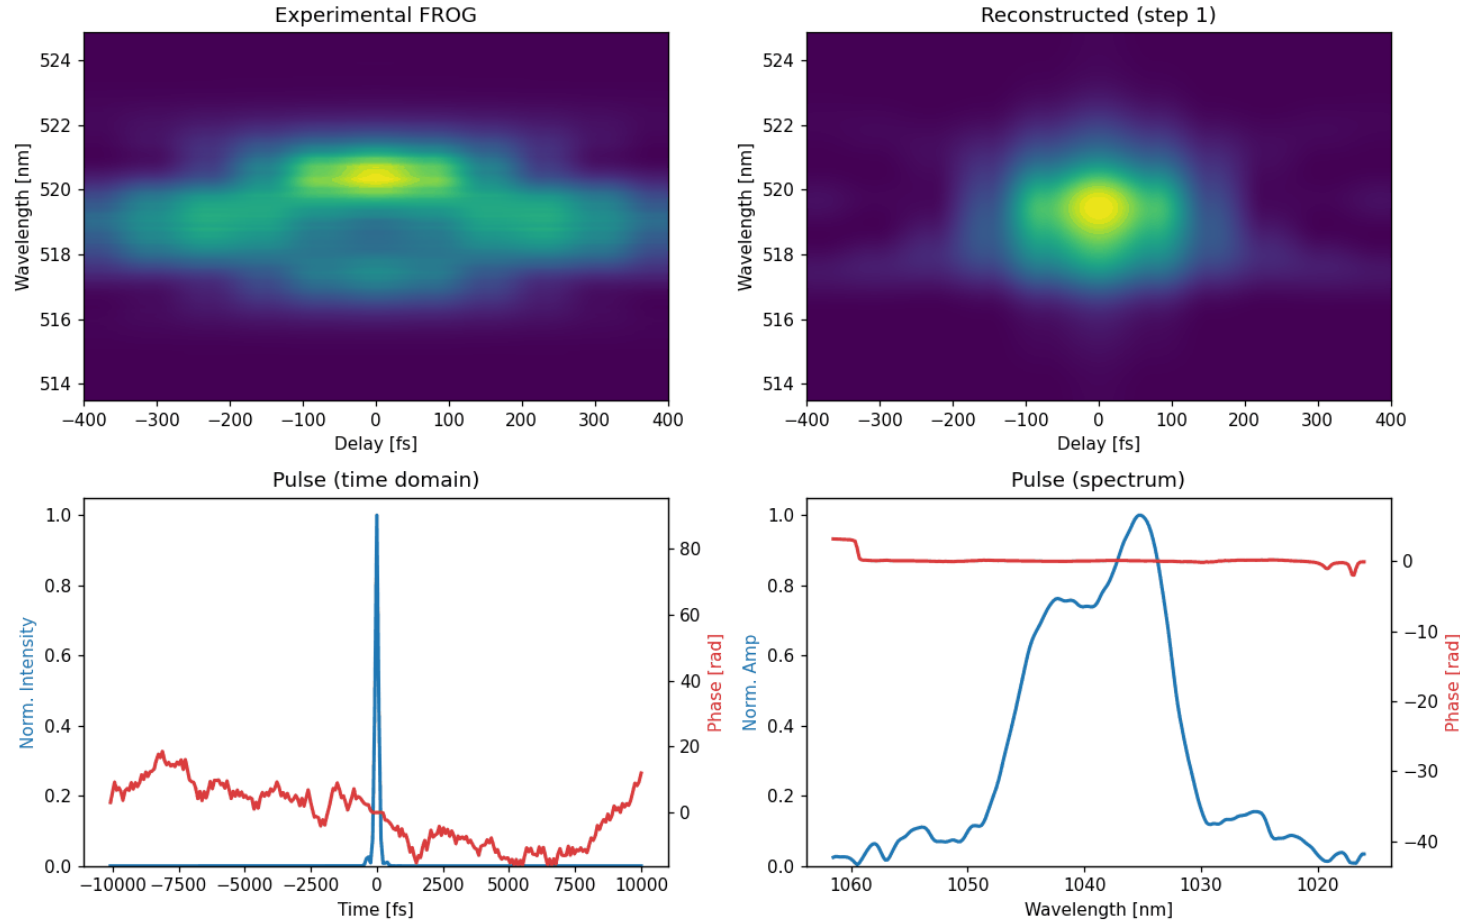 Experimental FROG
Wavelength [nm]
524
522
520
518
516
514
−400 −300 −200 −100 0 100 200 300 400
Delay [fs]
Reconstructed (step 1)
Wavelength [nm]
524
522
520
518
516
514
−400 −300 −200 −100 0 100 200 300 400
Delay [fs]
Pulse (time domain)
Norm. Intensity
1.0
0.8
0.6
0.4
0.2
0.0
−10000 −7500 −5000 −2500 0 2500 5000 7500 10000
Time [fs]
80
60
40
20
0
Phase [rad]
Pulse (spectrum)
Norm. Amp
1.0
0.8
0.6
0.4
0.2
0.0
1060 1050 1040 1030 1020
Wavelength [nm]
0
−10
−20
−30
−40
Phase [rad]